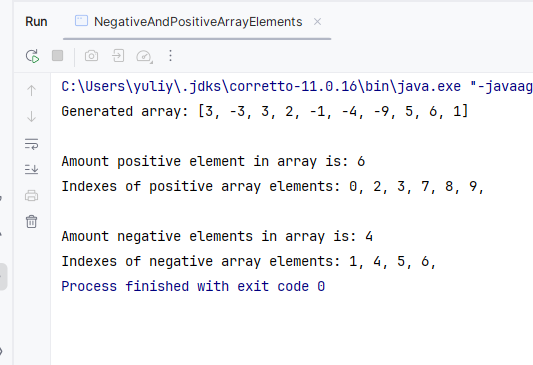 Run NegativeAndPositiveArrayElements
C:\Users\yuliy\.jdks\corretto-11.0.16\bin\java.exe "-javaag
Generated array: [3, -3, 3, 2, -1, -4, -9, 5, 6, 1]
Amount positive element in array is: 6
Indexes of positive array elements: 0, 2, 3, 7, 8, 9,
Amount negative elements in array is: 4
Indexes of negative array elements: 1, 4, 5, 6,
Process finished with exit code 0